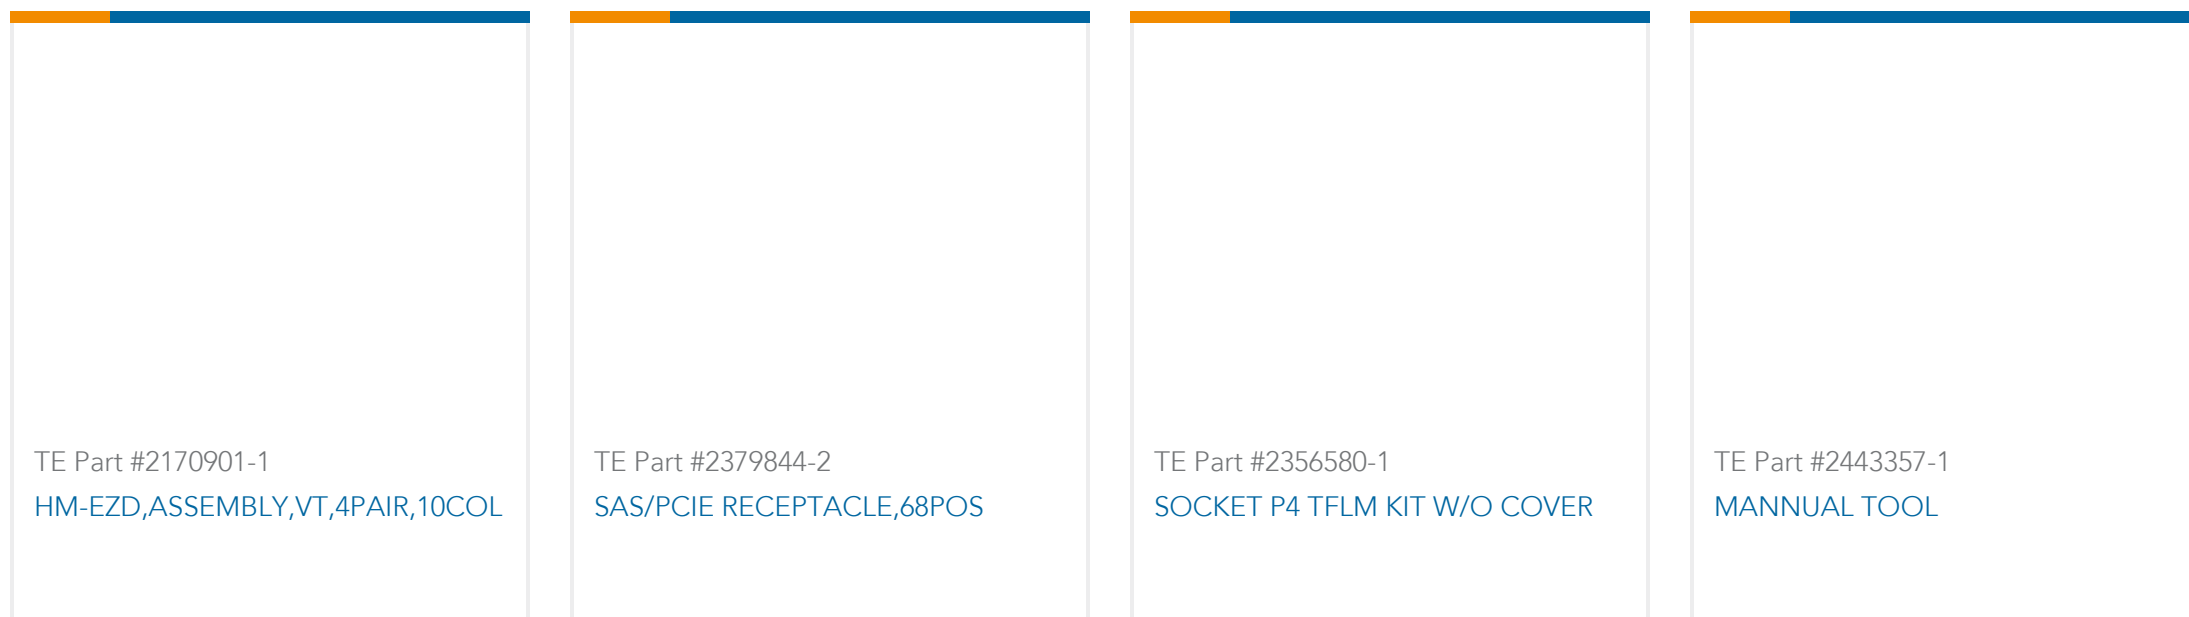 TE Part #2170901-1
HM-EZD,ASSEMBLY,VT,4PAIR,10COL
TE Part #2379844-2
SAS/PCIE RECEPTACLE,68POS
TE Part #2356580-1
SOCKET P4 TFLM KIT W/O COVER
TE Part #2443357-1
MANNUAL TOOL